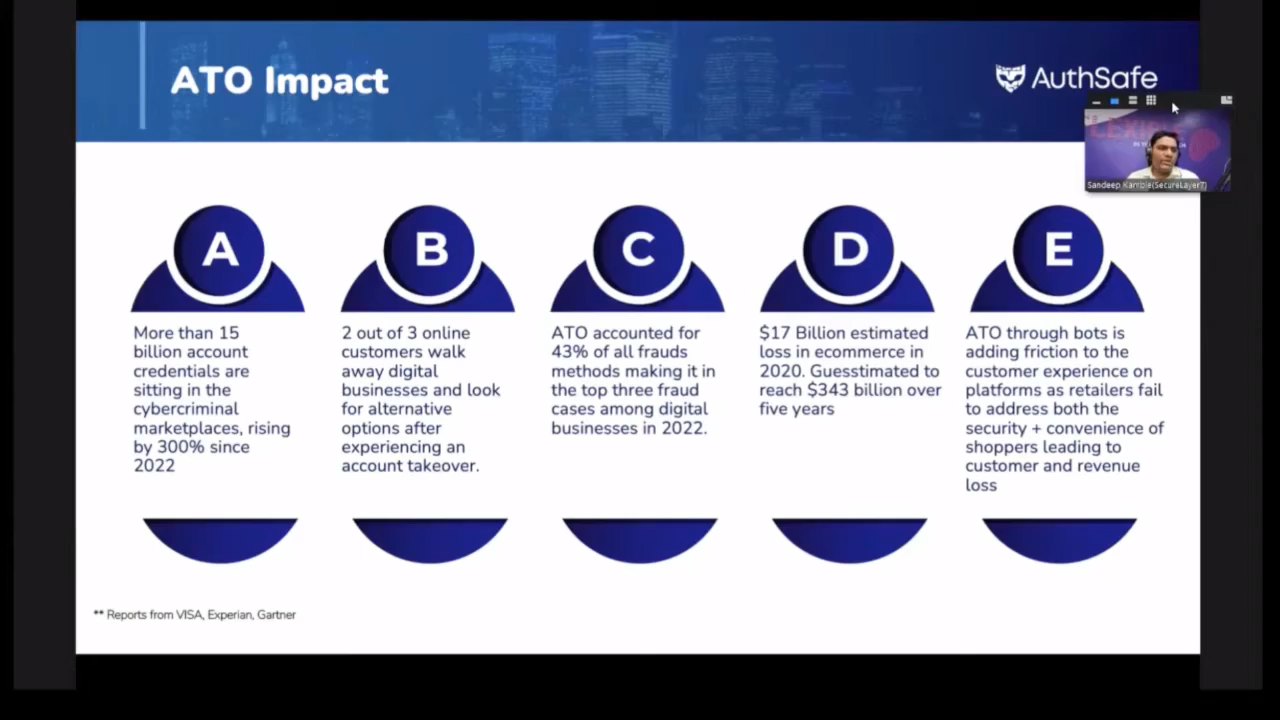 ATO Impact
AuthSafe
Sandeep Kamble(SecureLayer7)
A
More than 15
billion account
credentials are
sitting in the
cybercriminal
marketplaces, rising
by 300% since
2022
B
2 out of 3 online
customers walk
away digital
businesses and look
for alternative
options after
experiencing an
account takeover.
C
ATO accounted for
43% of all frauds
methods making it in
the top three fraud
cases among digital
businesses in 2022.
D
$17 Billion estimated
loss in ecommerce in
2020. Guesstimated to
reach $343 billion over
five years
E
ATO through bots is
adding friction to the
customer experience on
platforms as retailers fail
to address both the
security + convenience of
shoppers leading to
customer and revenue
loss
** Reports from VISA, Experian, Gartner